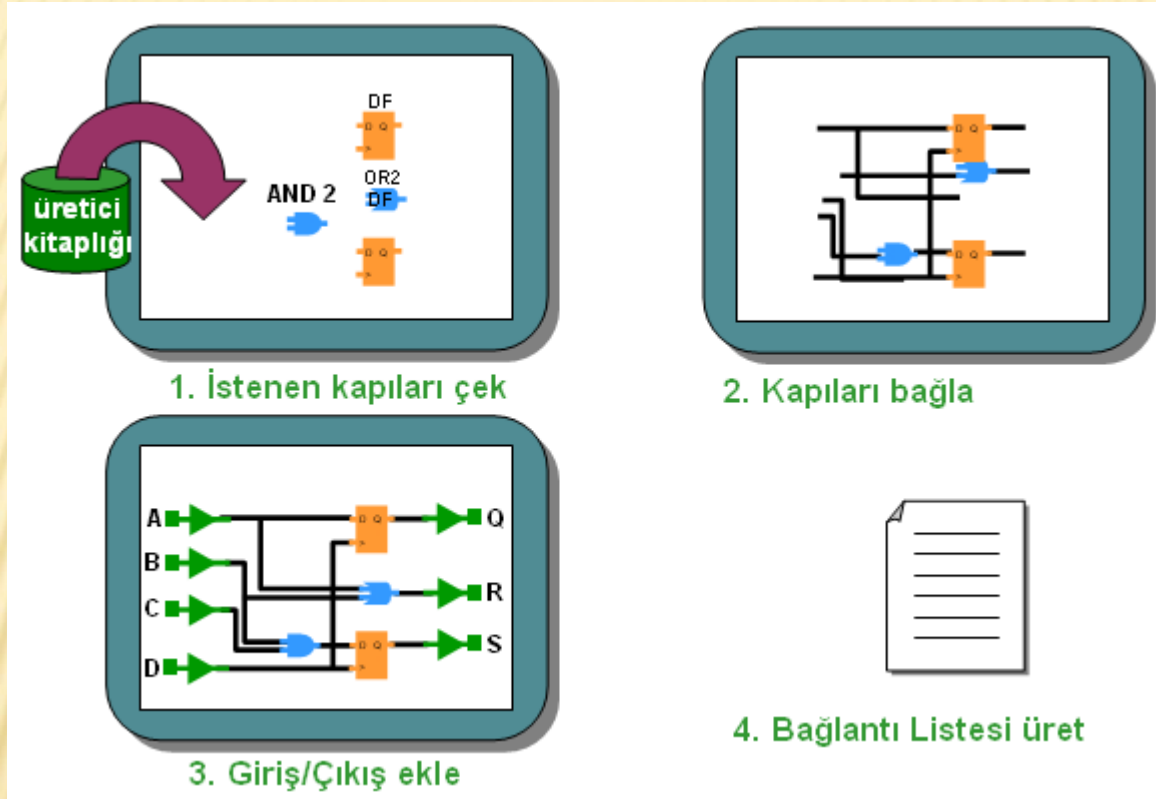 DF
D Q
>
OR2
DF
AND 2
D Q
>
üretici
kitaplığı
1. İstenen kapıları çek
D Q
>
D Q
>
2. Kapıları bağla
A
B
C
D
D Q
>
D Q
>
Q
R
S
3. Giriş/Çıkış ekle
4. Bağlantı Listesi üret